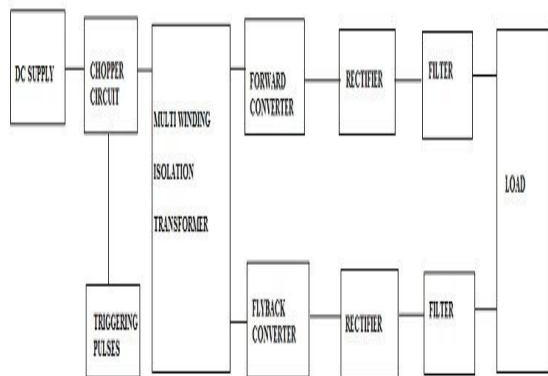 DC SUPPLY
CHOPPER
CIRCUIT
MULTI WINDING
ISOLATION
TRANSFORMER
FORWARD
CONVERTER
RECTIFIER
FILTER
LOAD
TRIGGERING
PULSES
FLYBACK
CONVERTER
RECTIFIER
FILTER